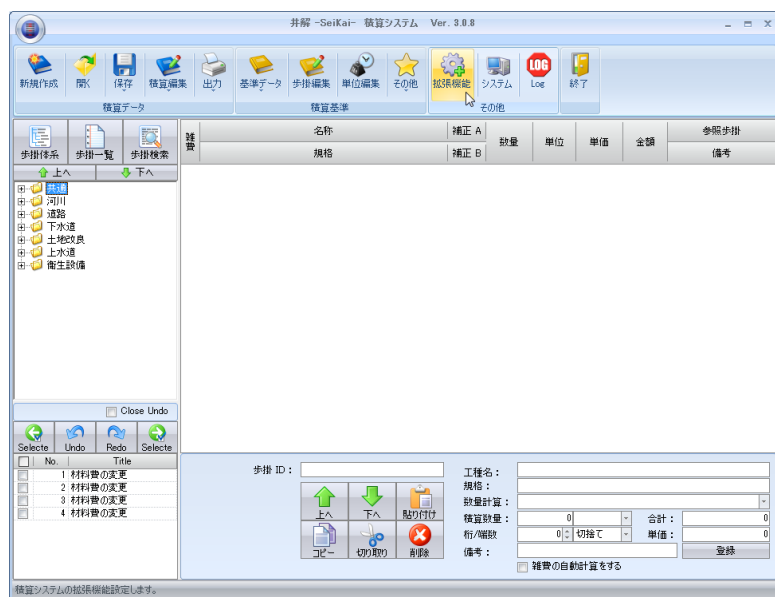 井解 -SeiKai- 積算システム Ver. 3.0.8
新規作成 開く 保存 積算編集 出力 基準データ 歩掛編集 単位編集 その他 拡張機能 システム LOG Log 終了
積算データ 積算基準 その他
歩掛体系 歩掛一覧 歩掛検索
上へ 下へ
雑費 名称 補正 A 数量 単位 単価 金額 参照歩掛
規格 補正 B 備考
共通
河川
道路
下水道
土地改良
上水道
衛生設備
Close Undo
Selecte Undo Redo Selecte
No. Title
1 材料費の変更
2 材料費の変更
3 材料費の変更
4 材料費の変更
歩掛 ID：
上へ 下へ 貼り付け
コピー 切り取り 削除
工種名：
規格：
数量計算：
積算数量： 0 合計： 0
桁/端数 0 切捨て 単価： 0
備考： 登録
雑費の自動計算をする
積算システムの拡張機能設定します。